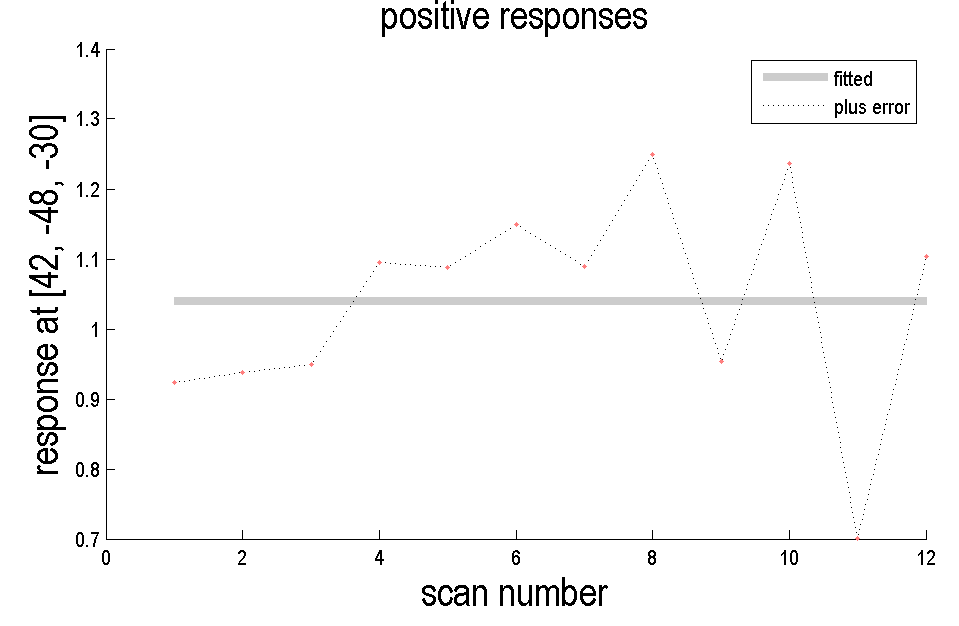 positive responses
1.4
1.3
1.2
1.1
1
0.9
0.8
0.7
response at [42, -48, -30]
fitted
plus error
0 2 4 6 8 10 12
scan number